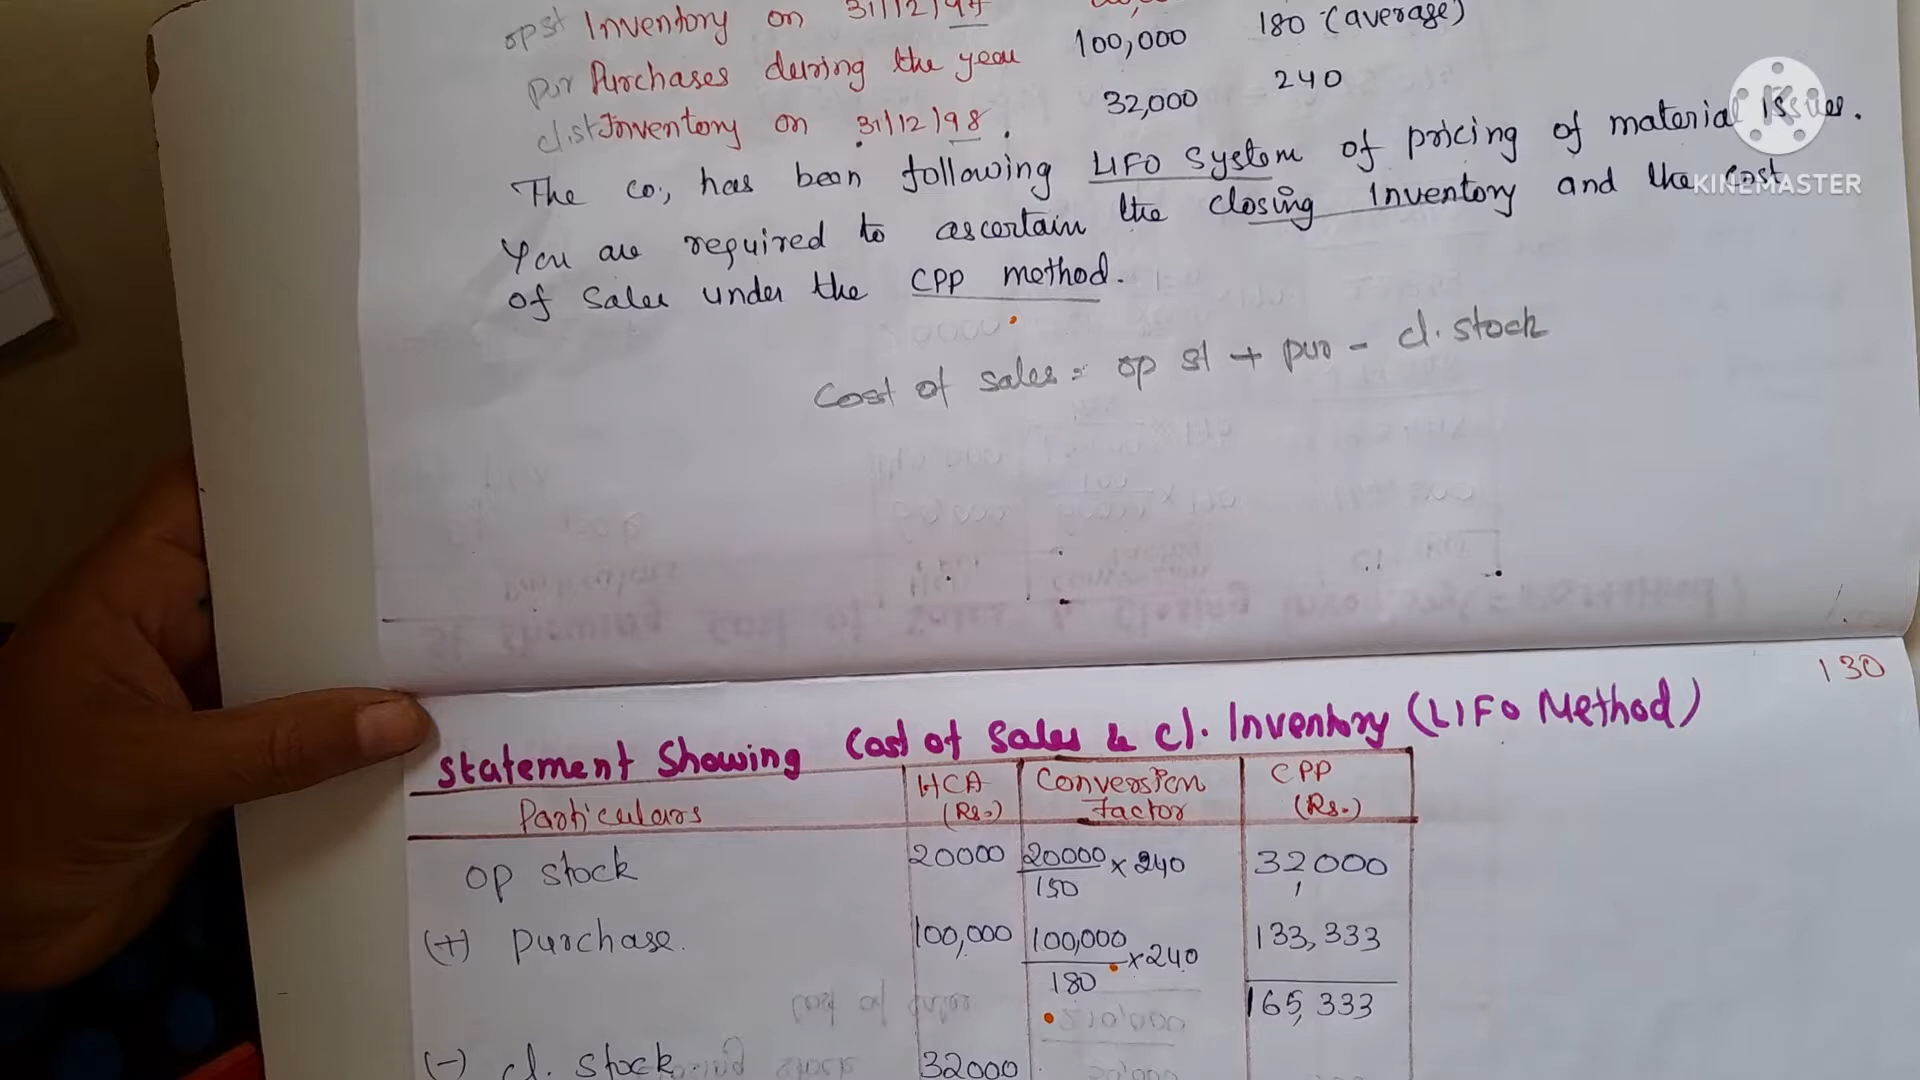 op st Inventory on 31/12/97
pur Purchases during the year 100,000 180 (average)
cl.st Inventory on 31/12/98. 32,000 240
The co., has been following LIFO System of pricing of material issues.
You are required to ascertain the closing Inventory and the cost
of Sales under the CPP method.
Cost of sales = op st + pur - cl. stock
KINEMASTER
130
Statement Showing Cost of Sales & cl. Inventory (LIFO Method)
Particulars HCA (Rs.) Conversion factor CPP (Rs.)
op stock 20000 20000/150 × 240 32000
(+) purchase. 100,000 100,000/180 × 240 133,333
165,333
(-) cl. stock 32000